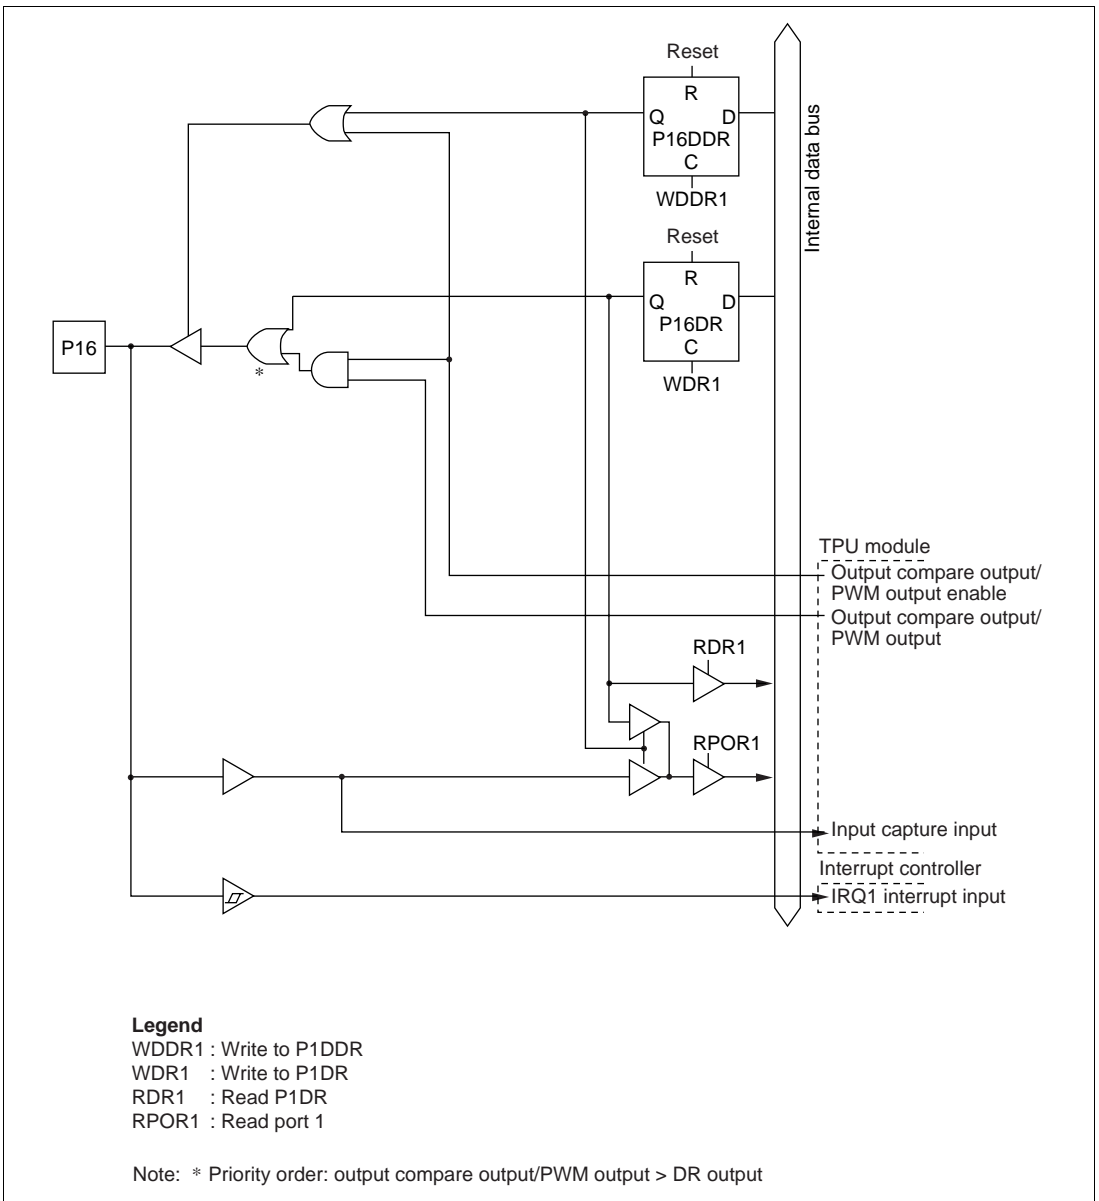 Reset
R
Q D
P16DDR
C
WDDR1
Internal data bus
Reset
R
Q D
P16DR
C
WDR1
P16
*
TPU module
Output compare output/
PWM output enable
Output compare output/
PWM output
RDR1
RPOR1
Input capture input
Interrupt controller
IRQ1 interrupt input
Legend
WDDR1 : Write to P1DDR
WDR1 : Write to P1DR
RDR1 : Read P1DR
RPOR1 : Read port 1
Note: * Priority order: output compare output/PWM output > DR output